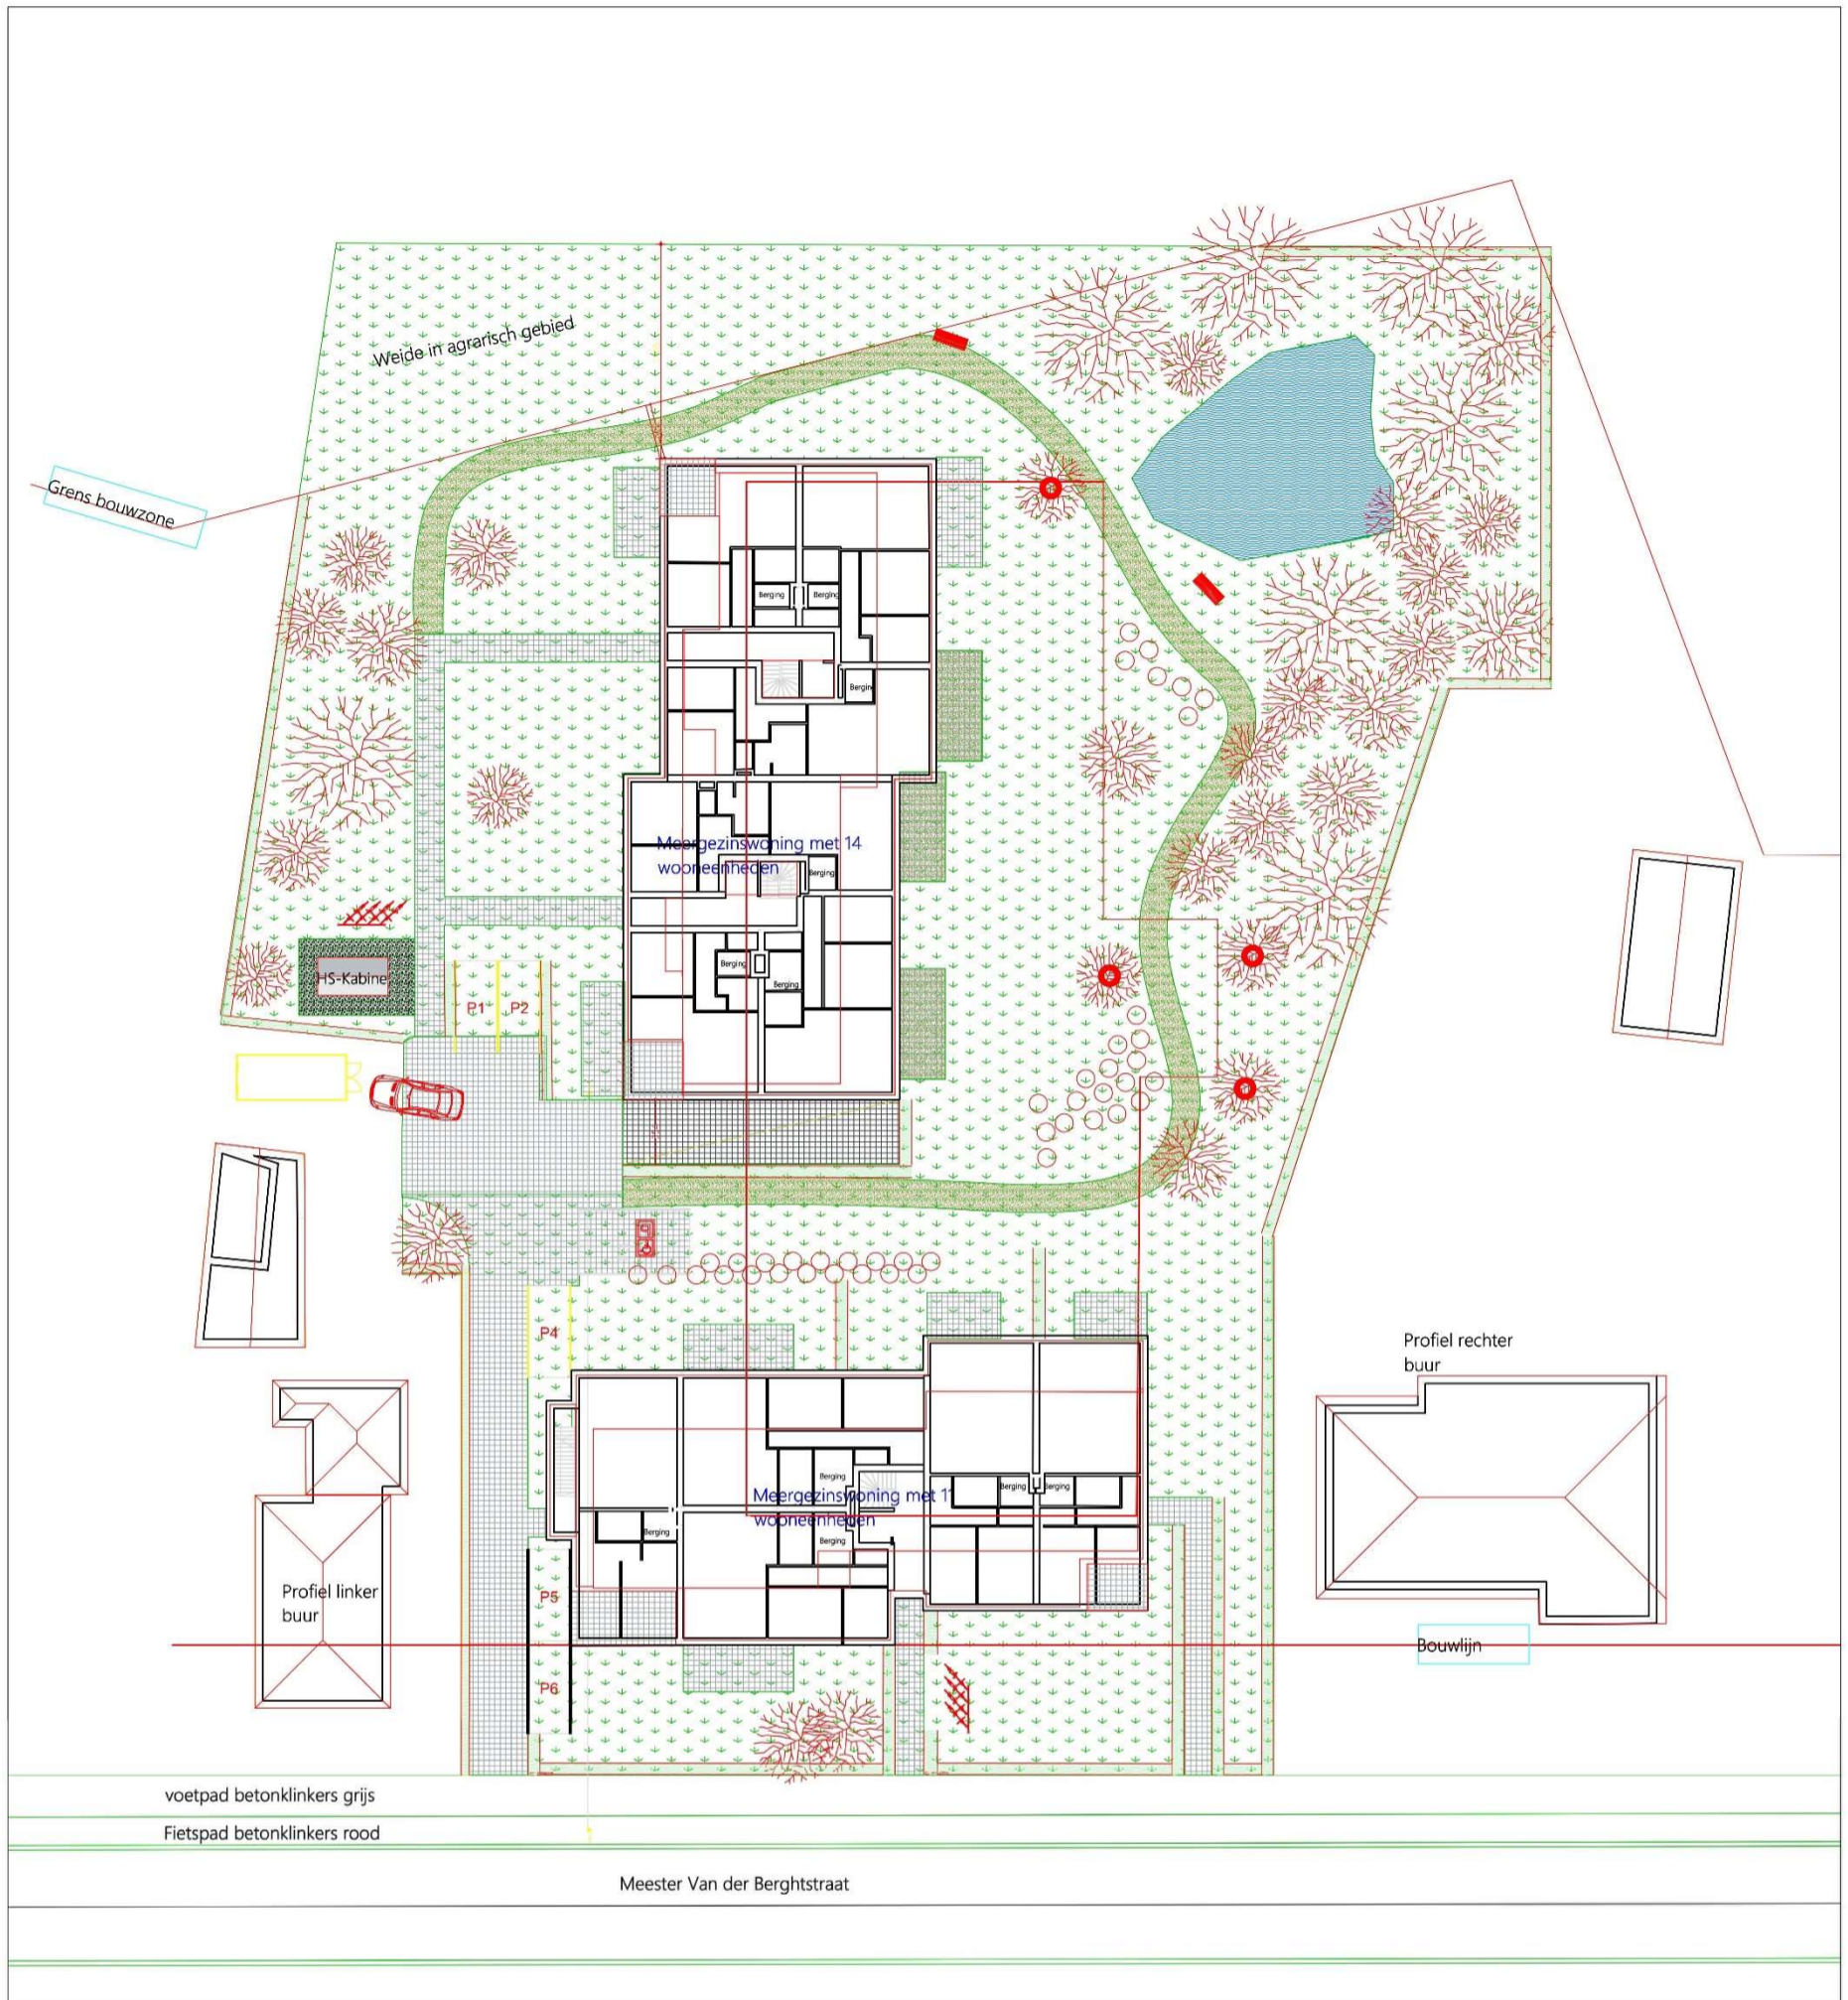 Weide in agrarisch gebied
Grens bouwzone
Berging
Berging
Berging
Meergezinswoning met 14
wooneenheden
Berging
Berging
Berging
HS-Kabine
P1
P2
P4
Profiel rechter
buur
Berging
Meergezinswoning met 11
wooneenheden
Berging
Berging
Berging
Berging
Profiel linker
buur
P5
Bouwlijn
P6
voetpad betonklinkers grijs
Fietspad betonklinkers rood
Meester Van der Berghtstraat